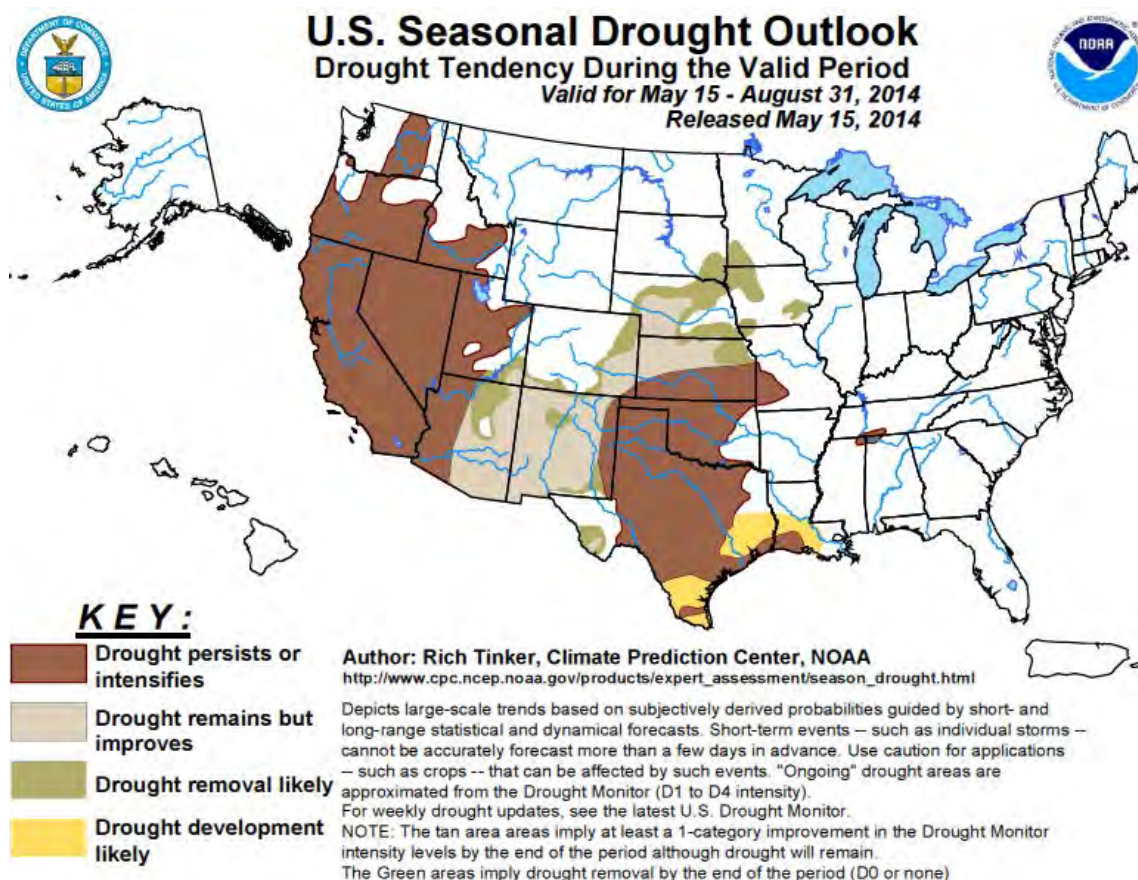 U.S. Seasonal Drought Outlook
Drought Tendency During the Valid Period
Valid for May 15 - August 31, 2014
Released May 15, 2014
DEPARTMENT OF COMMERCE
UNITED STATES OF AMERICA
NOAA
KEY:
Drought persists or
intensifies
Drought remains but
improves
Drought removal likely
Drought development
likely
Author: Rich Tinker, Climate Prediction Center, NOAA
http://www.cpc.ncep.noaa.gov/products/expert_assessment/season_drought.html
Depicts large-scale trends based on subjectively derived probabilities guided by short- and
long-range statistical and dynamical forecasts. Short-term events -- such as individual storms --
cannot be accurately forecast more than a few days in advance. Use caution for applications
-- such as crops -- that can be affected by such events. "Ongoing" drought areas are
approximated from the Drought Monitor (D1 to D4 intensity).
For weekly drought updates, see the latest U.S. Drought Monitor.
NOTE: The tan area areas imply at least a 1-category improvement in the Drought Monitor
intensity levels by the end of the period although drought will remain.
The Green areas imply drought removal by the end of the period (D0 or none)